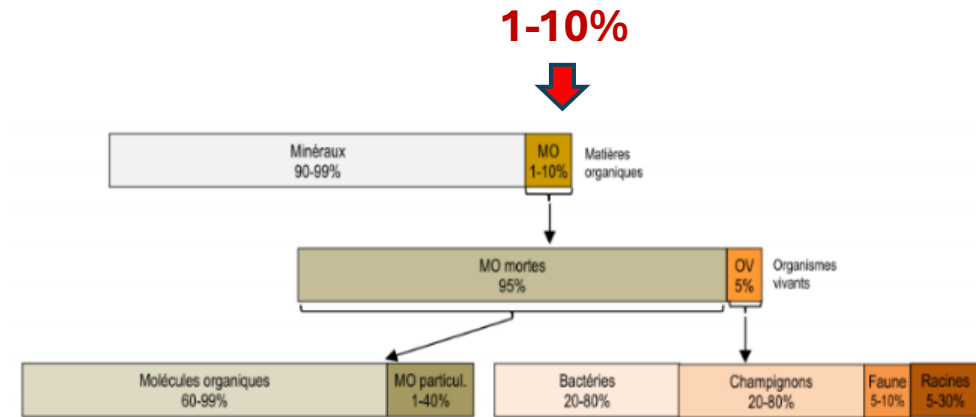 1-10%
Minéraux
90-99%
MO
1-10%
Matières
organiques
MO mortes
95%
OV
5%
Organismes
vivants
Molécules organiques
60-99%
MO particul.
1-40%
Bactéries
20-80%
Champignons
20-80%
Faune
5-10%
Racines
5-30%